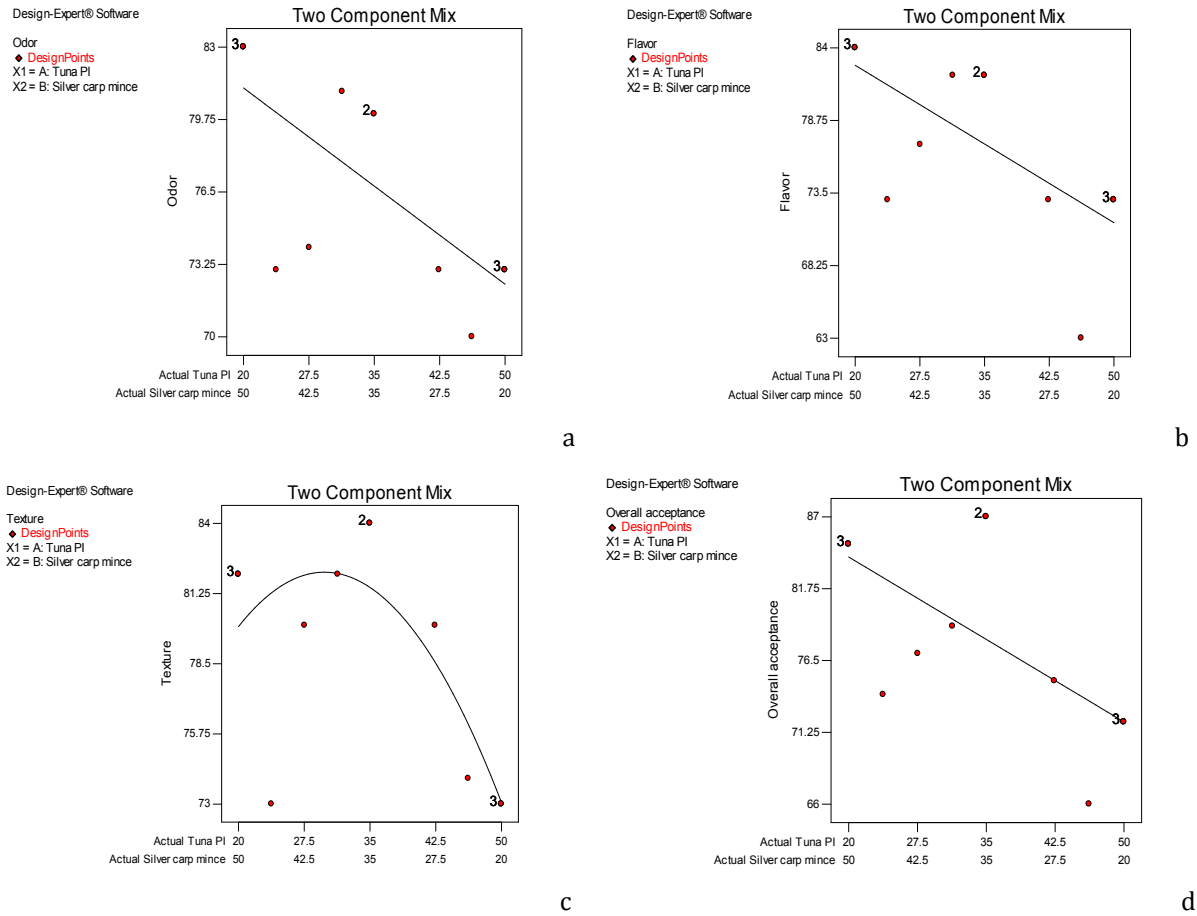 Design-Expert® Software
Two Component Mix
Odor
DesignPoints
X1 = A: Tuna PI
X2 = B: Silver carp mince
83
79.75
76.5
73.25
70
Odor
3
2
3
Actual Tuna PI 20 27.5 35 42.5 50
Actual Silver carp mince 50 42.5 35 27.5 20
a
Design-Expert® Software
Two Component Mix
Flavor
DesignPoints
X1 = A: Tuna PI
X2 = B: Silver carp mince
84
78.75
73.5
68.25
63
Flavor
3
2
3
Actual Tuna PI 20 27.5 35 42.5 50
Actual Silver carp mince 50 42.5 35 27.5 20
b
Design-Expert® Software
Two Component Mix
Texture
DesignPoints
X1 = A: Tuna PI
X2 = B: Silver carp mince
84
81.25
78.5
75.75
73
Texture
3
2
3
Actual Tuna PI 20 27.5 35 42.5 50
Actual Silver carp mince 50 42.5 35 27.5 20
c
Design-Expert® Software
Two Component Mix
Overall acceptance
DesignPoints
X1 = A: Tuna PI
X2 = B: Silver carp mince
87
81.75
76.5
71.25
66
Overall acceptance
3
2
3
Actual Tuna PI 20 27.5 35 42.5 50
Actual Silver carp mince 50 42.5 35 27.5 20
d